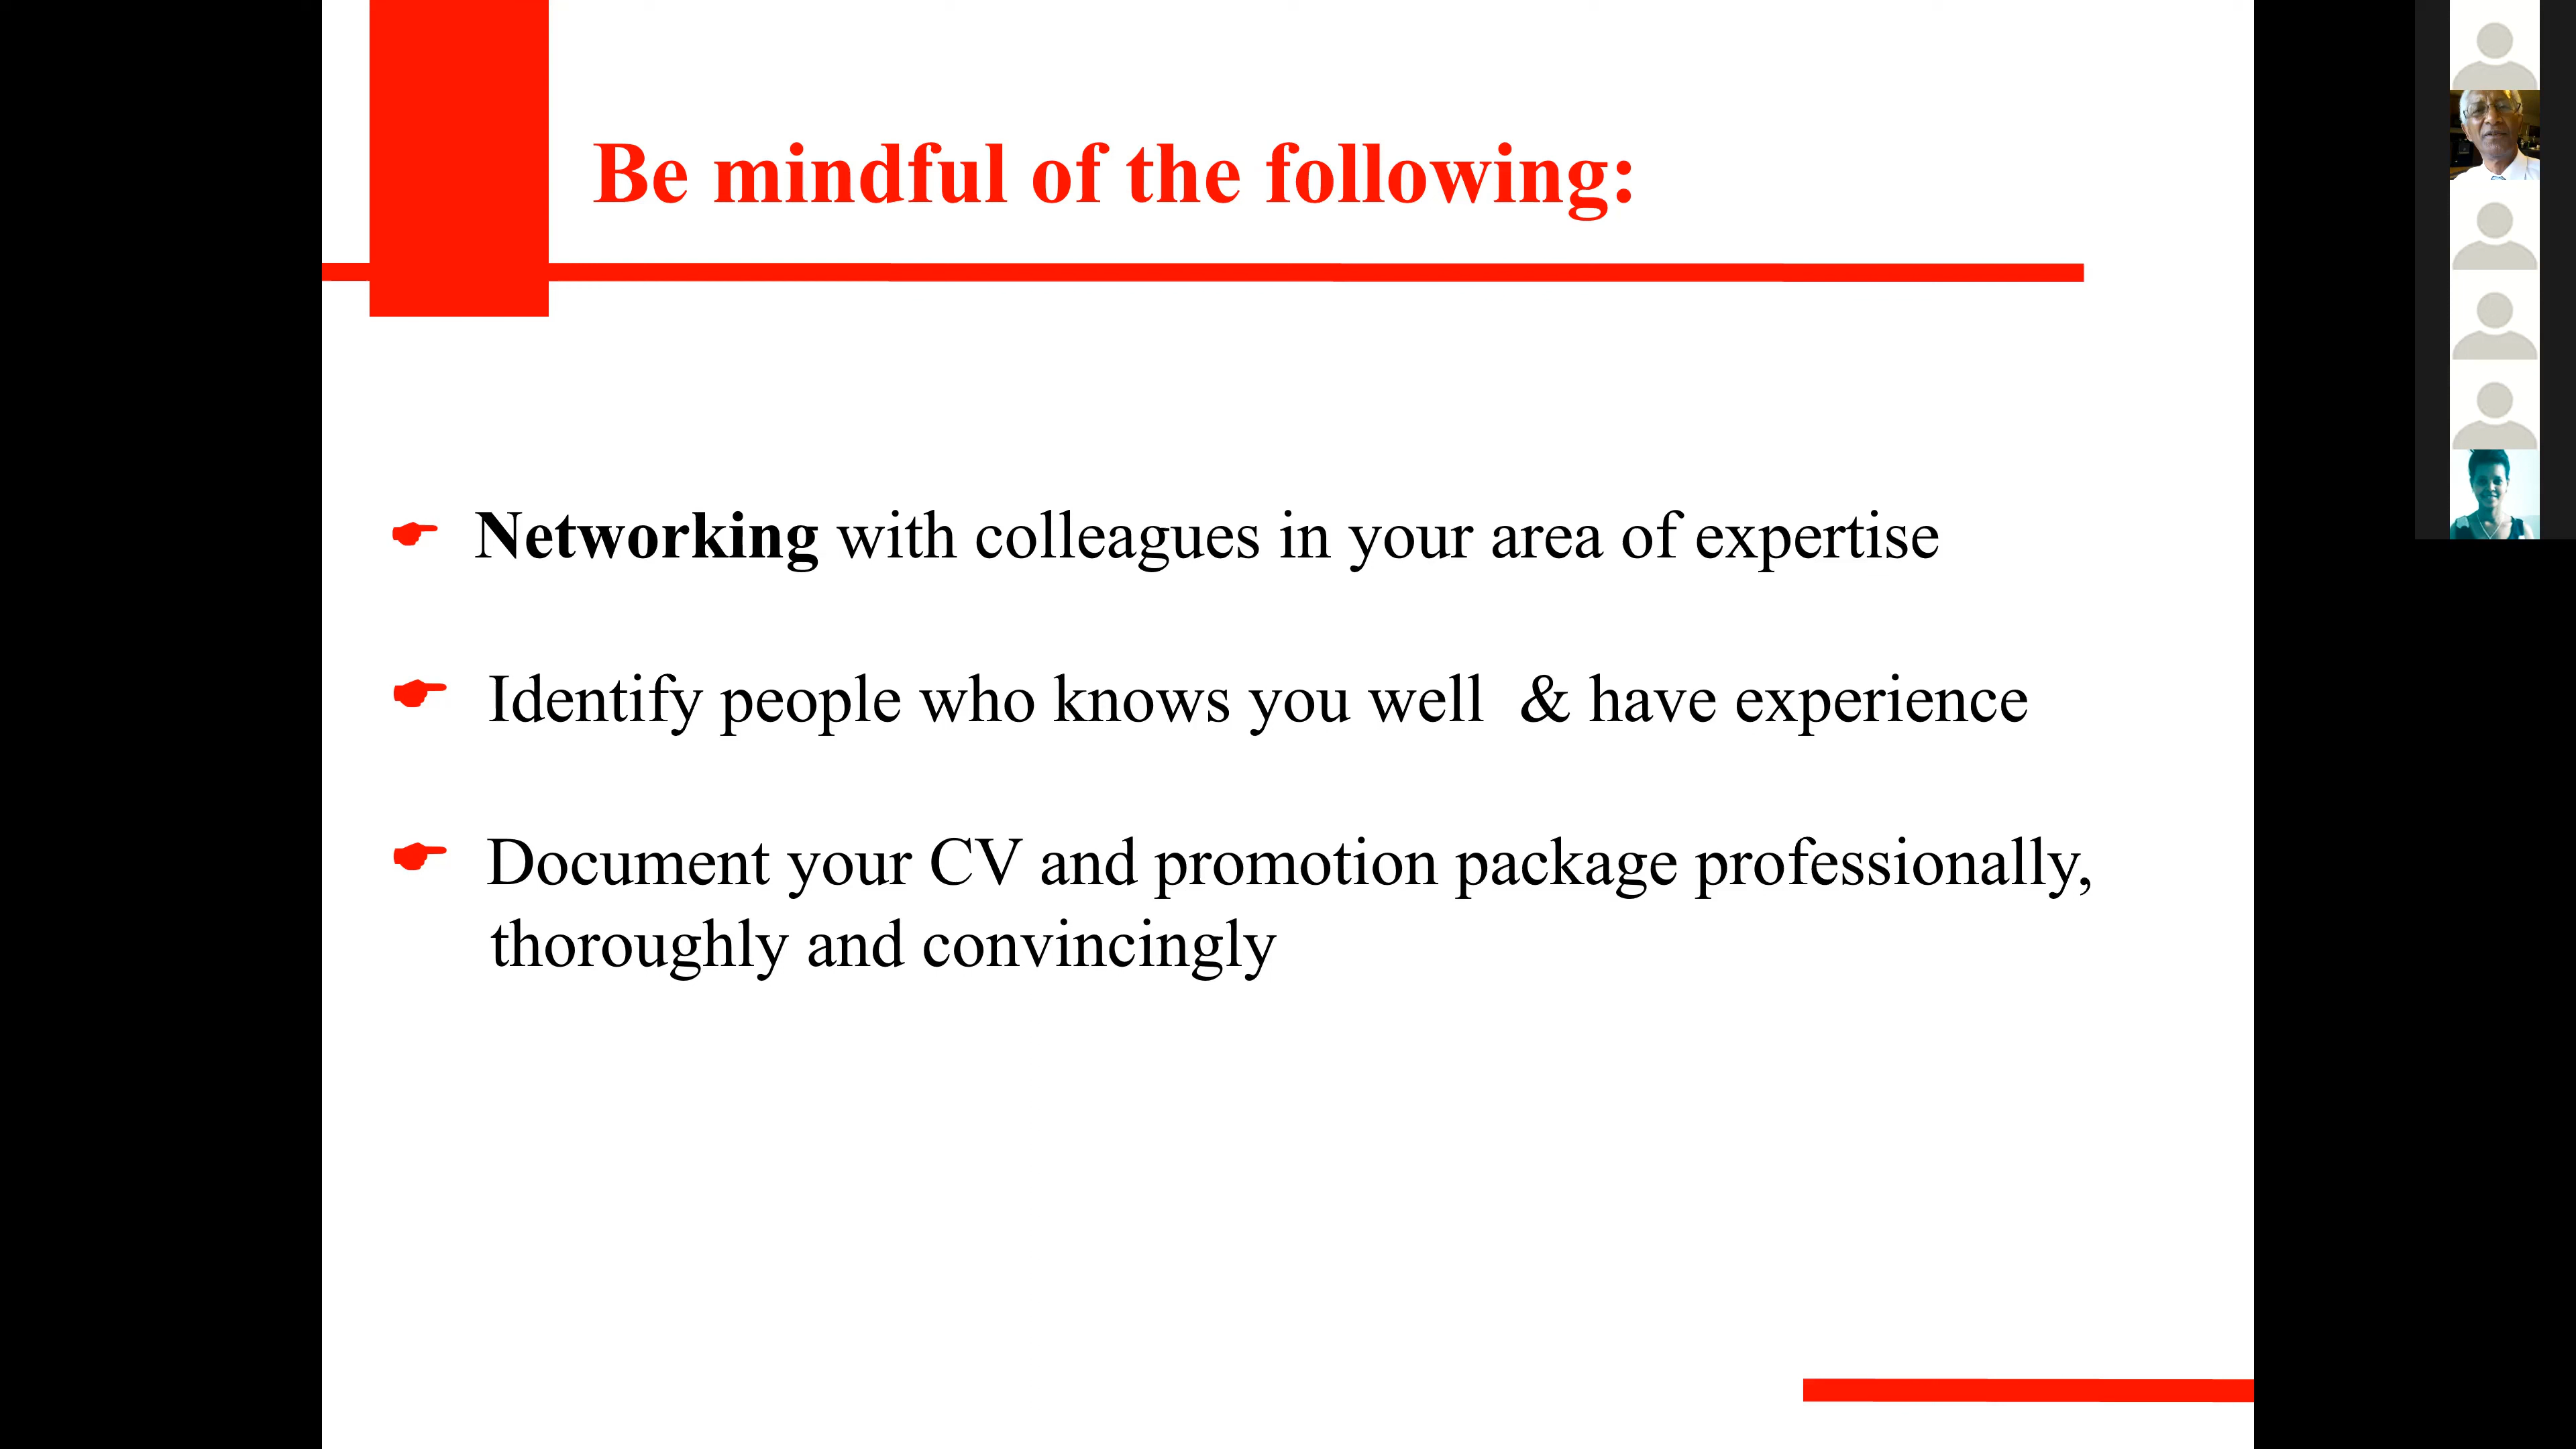 Be mindful of the following:
Networking with colleagues in your area of expertise
Identify people who knows you well & have experience
Document your CV and promotion package professionally,
thoroughly and convincingly